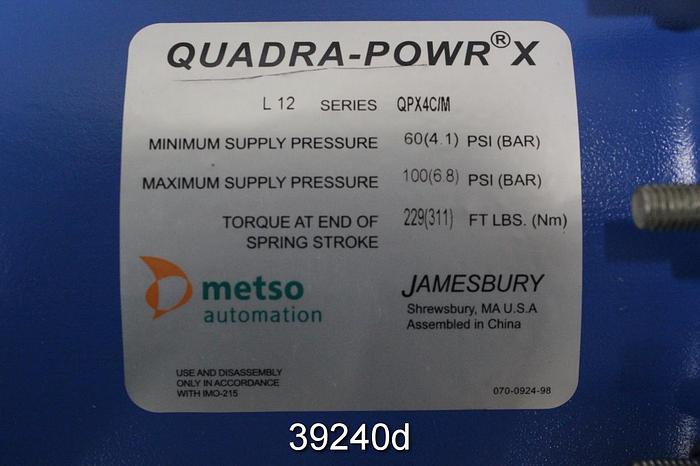 QUADRA-POWR® X
L 12 SERIES QPX4C/M
MINIMUM SUPPLY PRESSURE 60(4.1) PSI (BAR)
MAXIMUM SUPPLY PRESSURE 100(6.8) PSI (BAR)
TORQUE AT END OF
SPRING STROKE 229(311) FT LBS. (Nm)
metso
automation
JAMESBURY
Shrewsbury, MA U.S.A
Assembled in China
USE AND DISASSEMBLY
ONLY IN ACCORDANCE
WITH IMO-215
070-0924-98
39240d